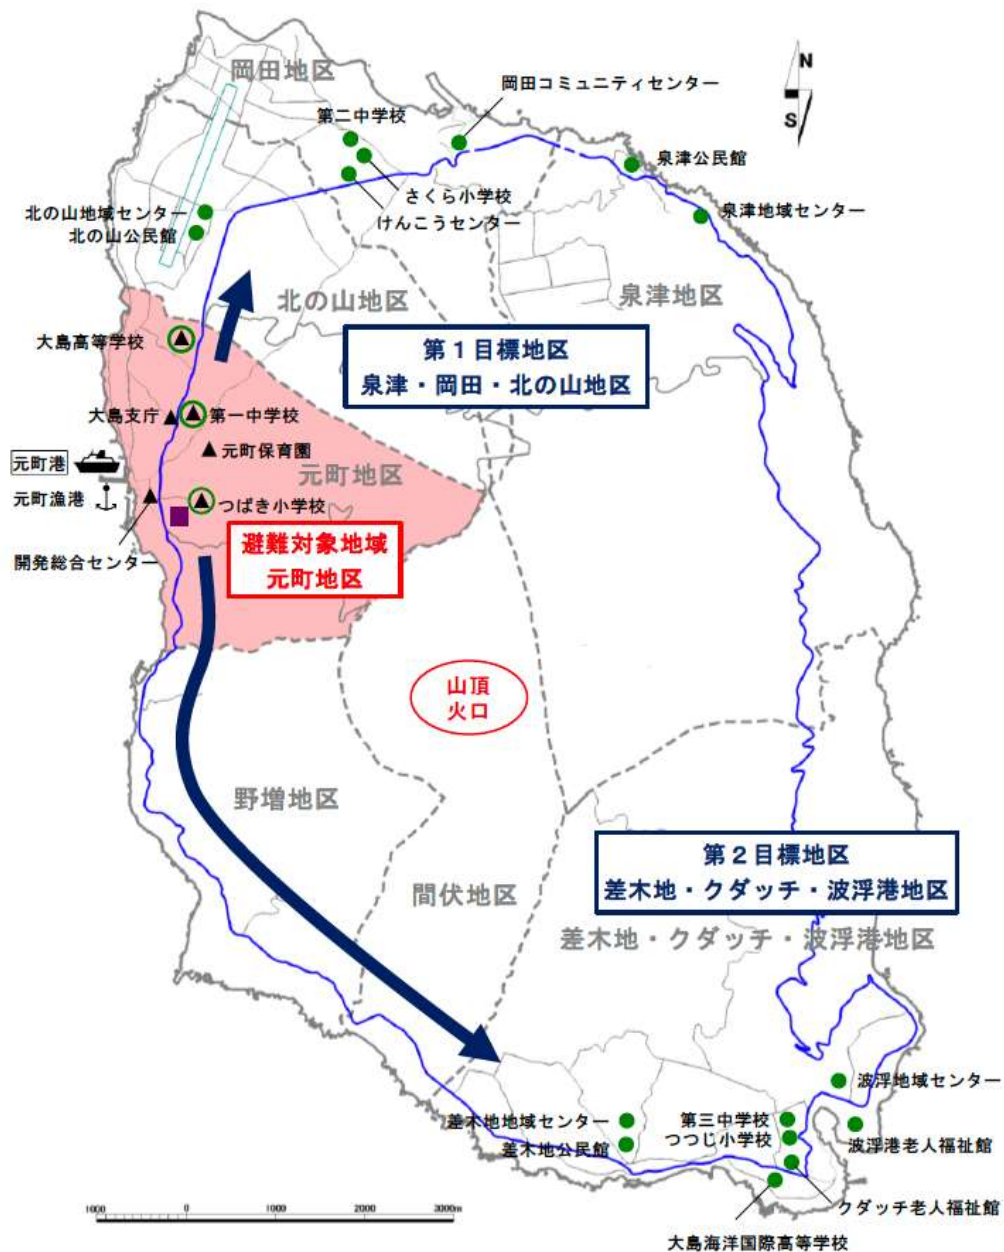 岡田地区
岡田コミュニティセンター
N
S
第二中学校
泉津公民館
さくら小学校
けんこうセンター
北の山地域センター
北の山公民館
泉津地域センター
北の山地区
泉津地区
大島高等学校
第１目標地区
泉津・岡田・北の山地区
大島支庁
第一中学校
元町保育園
元町港
元町地区
元町漁港
つばき小学校
開発総合センター
避難対象地域
元町地区
山頂
火口
野増地区
第２目標地区
差木地・クダッチ・波浮港地区
間伏地区
差木地・クダッチ・波浮港地区
波浮地域センター
差木地地域センター
差木地公民館
第三中学校
つつじ小学校
波浮港老人福祉館
クダッチ老人福祉館
大島海洋国際高等学校
1000
0
1000
2000
3000m